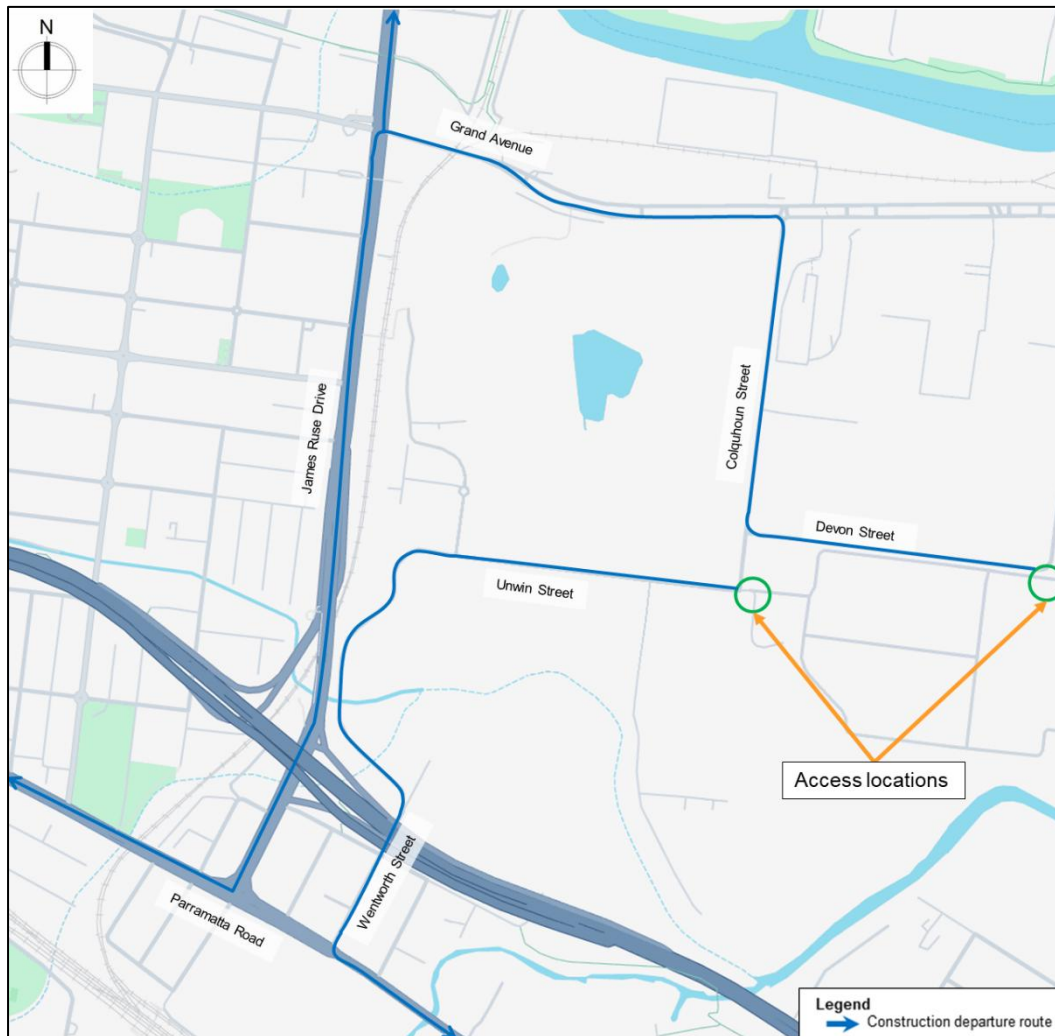 N
Grand Avenue
James Ruse Drive
Colquhoun Street
Devon Street
Unwin Street
Access locations
Wentworth Street
Parramatta Road
Legend
Construction departure route